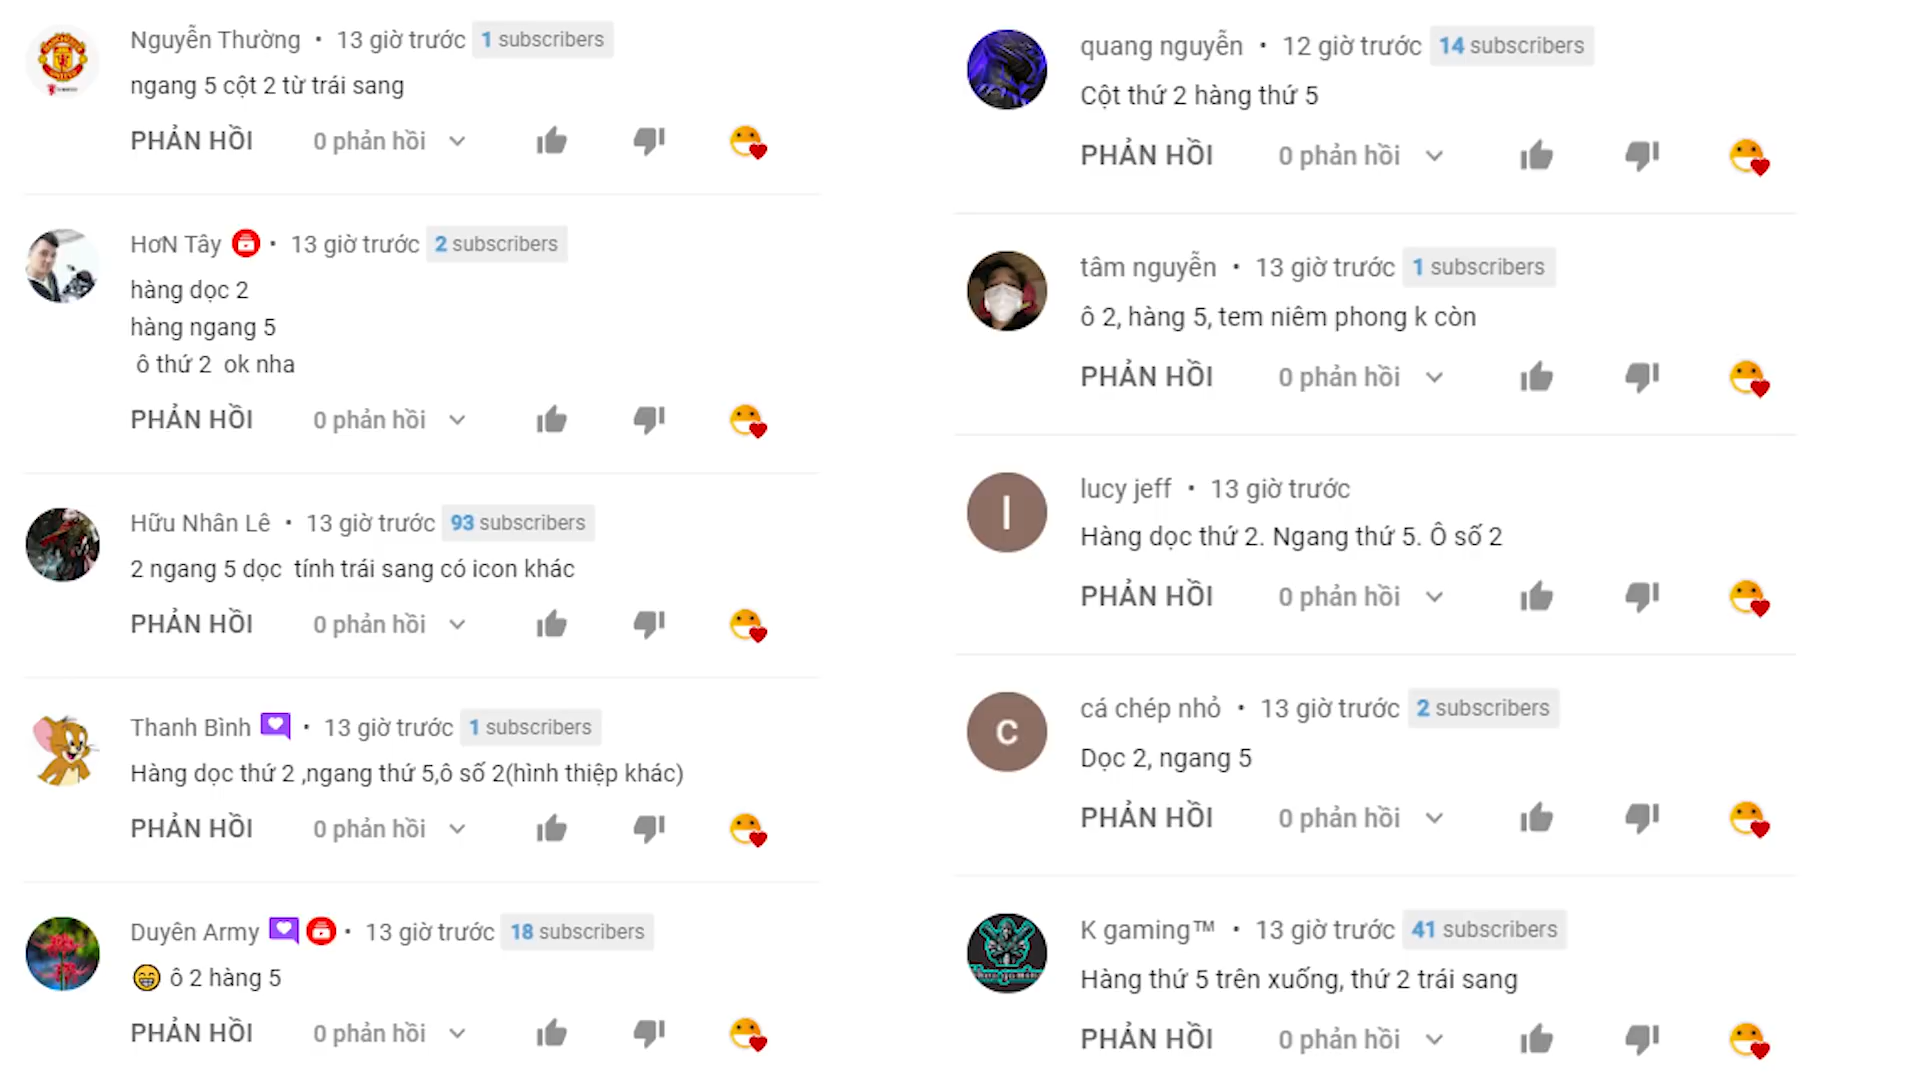 Nguyễn Thường • 13 giờ trước 1 subscribers
ngang 5 cột 2 từ trái sang
PHẢN HỒI 0 phản hồi
HơN Tây • 13 giờ trước 2 subscribers
hàng dọc 2
hàng ngang 5
ô thứ 2 ok nha
PHẢN HỒI 0 phản hồi
Hữu Nhân Lê • 13 giờ trước 93 subscribers
2 ngang 5 dọc tính trái sang có icon khác
PHẢN HỒI 0 phản hồi
Thanh Bình • 13 giờ trước 1 subscribers
Hàng dọc thứ 2 ,ngang thứ 5,ô số 2(hình thiệp khác)
PHẢN HỒI 0 phản hồi
Duyên Army • 13 giờ trước 18 subscribers
😁 ô 2 hàng 5
PHẢN HỒI 0 phản hồi
quang nguyễn • 12 giờ trước 14 subscribers
Cột thứ 2 hàng thứ 5
PHẢN HỒI 0 phản hồi
tâm nguyễn • 13 giờ trước 1 subscribers
ô 2, hàng 5, tem niêm phong k còn
PHẢN HỒI 0 phản hồi
l
lucy jeff • 13 giờ trước
Hàng dọc thứ 2. Ngang thứ 5. Ô số 2
PHẢN HỒI 0 phản hồi
c
cá chép nhỏ • 13 giờ trước 2 subscribers
Dọc 2, ngang 5
PHẢN HỒI 0 phản hồi
K gaming™ • 13 giờ trước 41 subscribers
Hàng thứ 5 trên xuống, thứ 2 trái sang
PHẢN HỒI 0 phản hồi